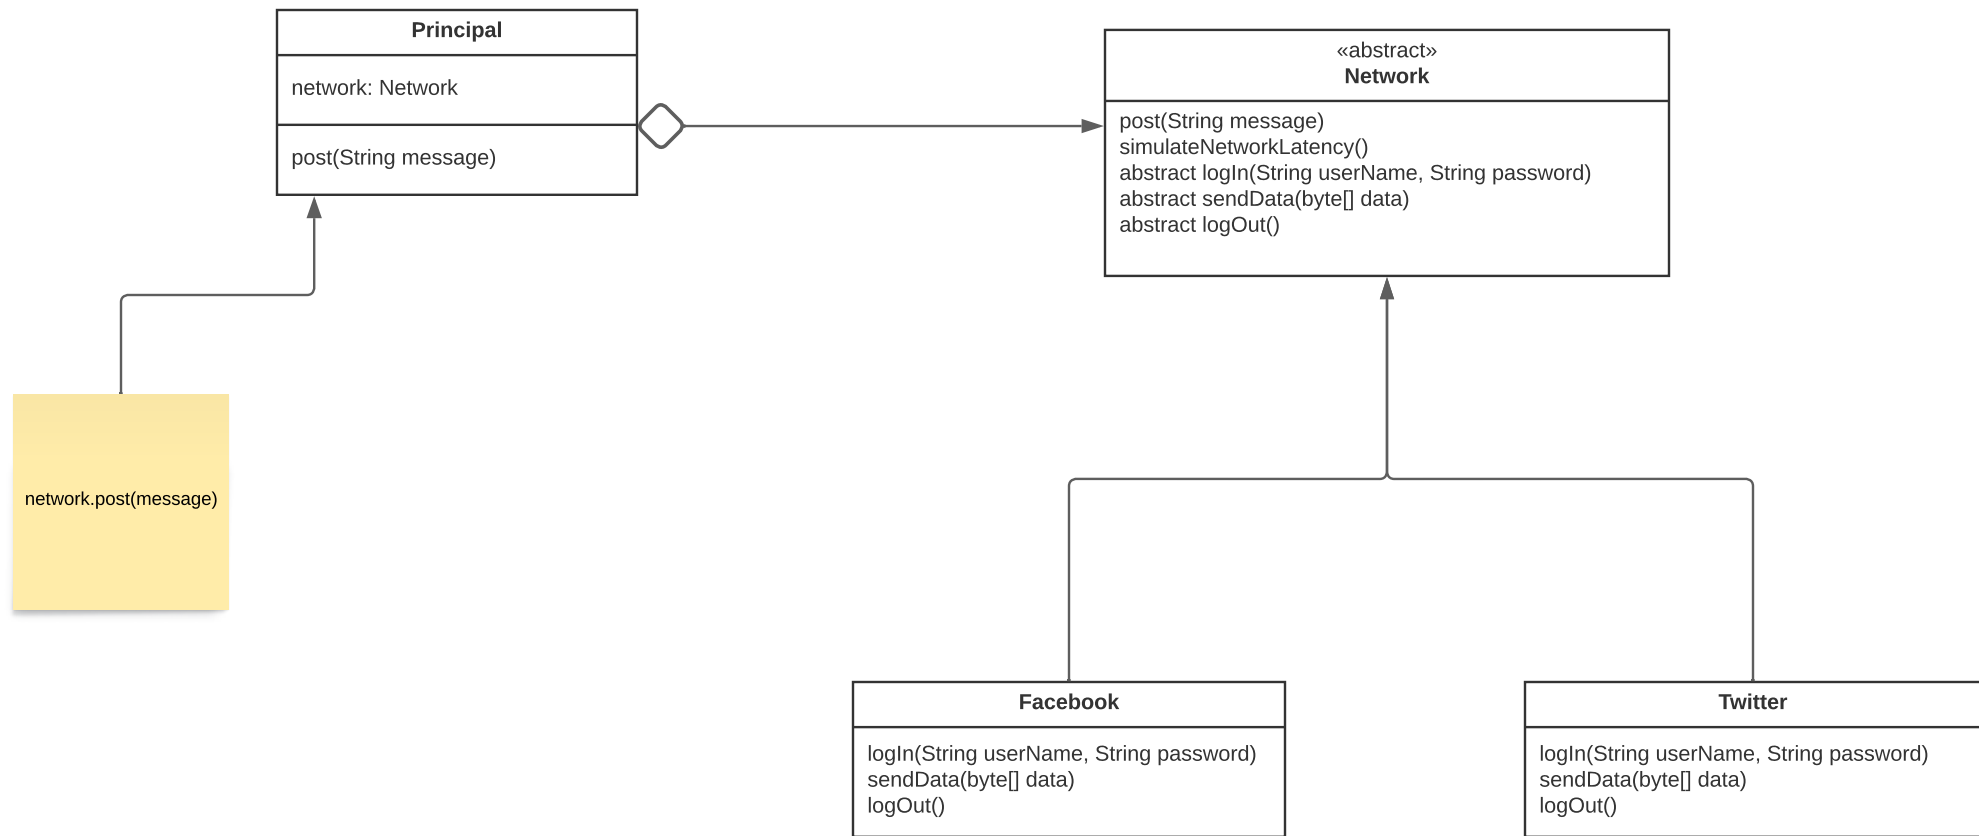 Principal
network: Network
post(String message)
«abstract»
Network
post(String message)
simulateNetworkLatency()
abstract logIn(String userName, String password)
abstract sendData(byte[] data)
abstract logOut()
network.post(message)
Facebook
logIn(String userName, String password)
sendData(byte[] data)
logOut()
Twitter
logIn(String userName, String password)
sendData(byte[] data)
logOut()